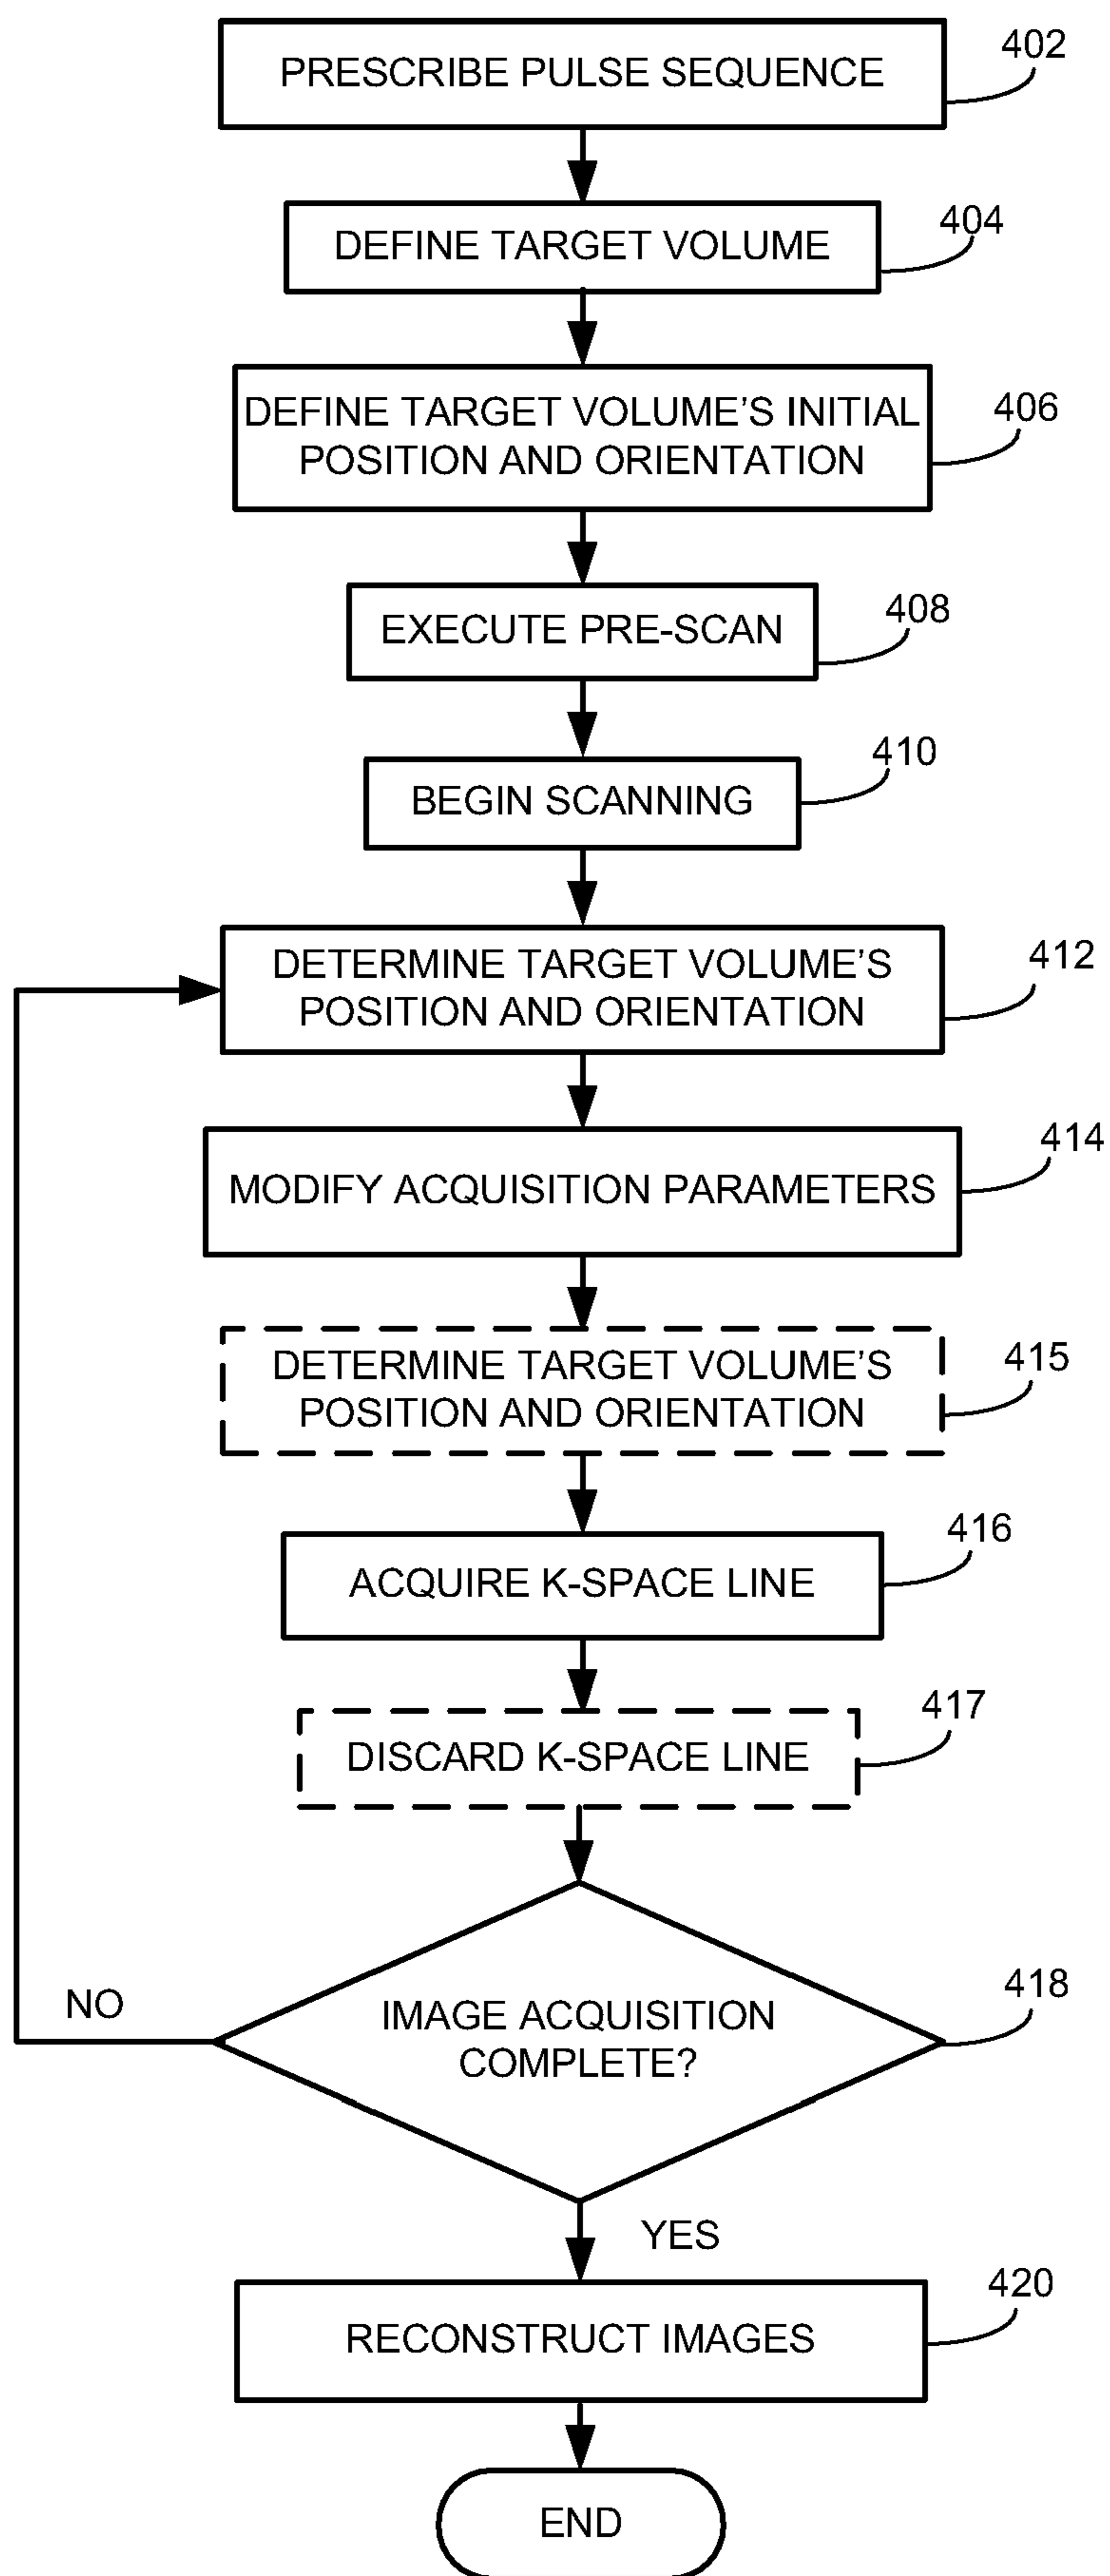 PRESCRIBE PULSE SEQUENCE
402
DEFINE TARGET VOLUME
404
DEFINE TARGET VOLUME'S INITIAL
POSITION AND ORIENTATION
406
EXECUTE PRE-SCAN
408
BEGIN SCANNING
410
DETERMINE TARGET VOLUME'S
POSITION AND ORIENTATION
412
MODIFY ACQUISITION PARAMETERS
414
DETERMINE TARGET VOLUME'S
POSITION AND ORIENTATION
415
ACQUIRE K-SPACE LINE
416
DISCARD K-SPACE LINE
417
IMAGE ACQUISITION
COMPLETE?
418
NO
YES
RECONSTRUCT IMAGES
420
END